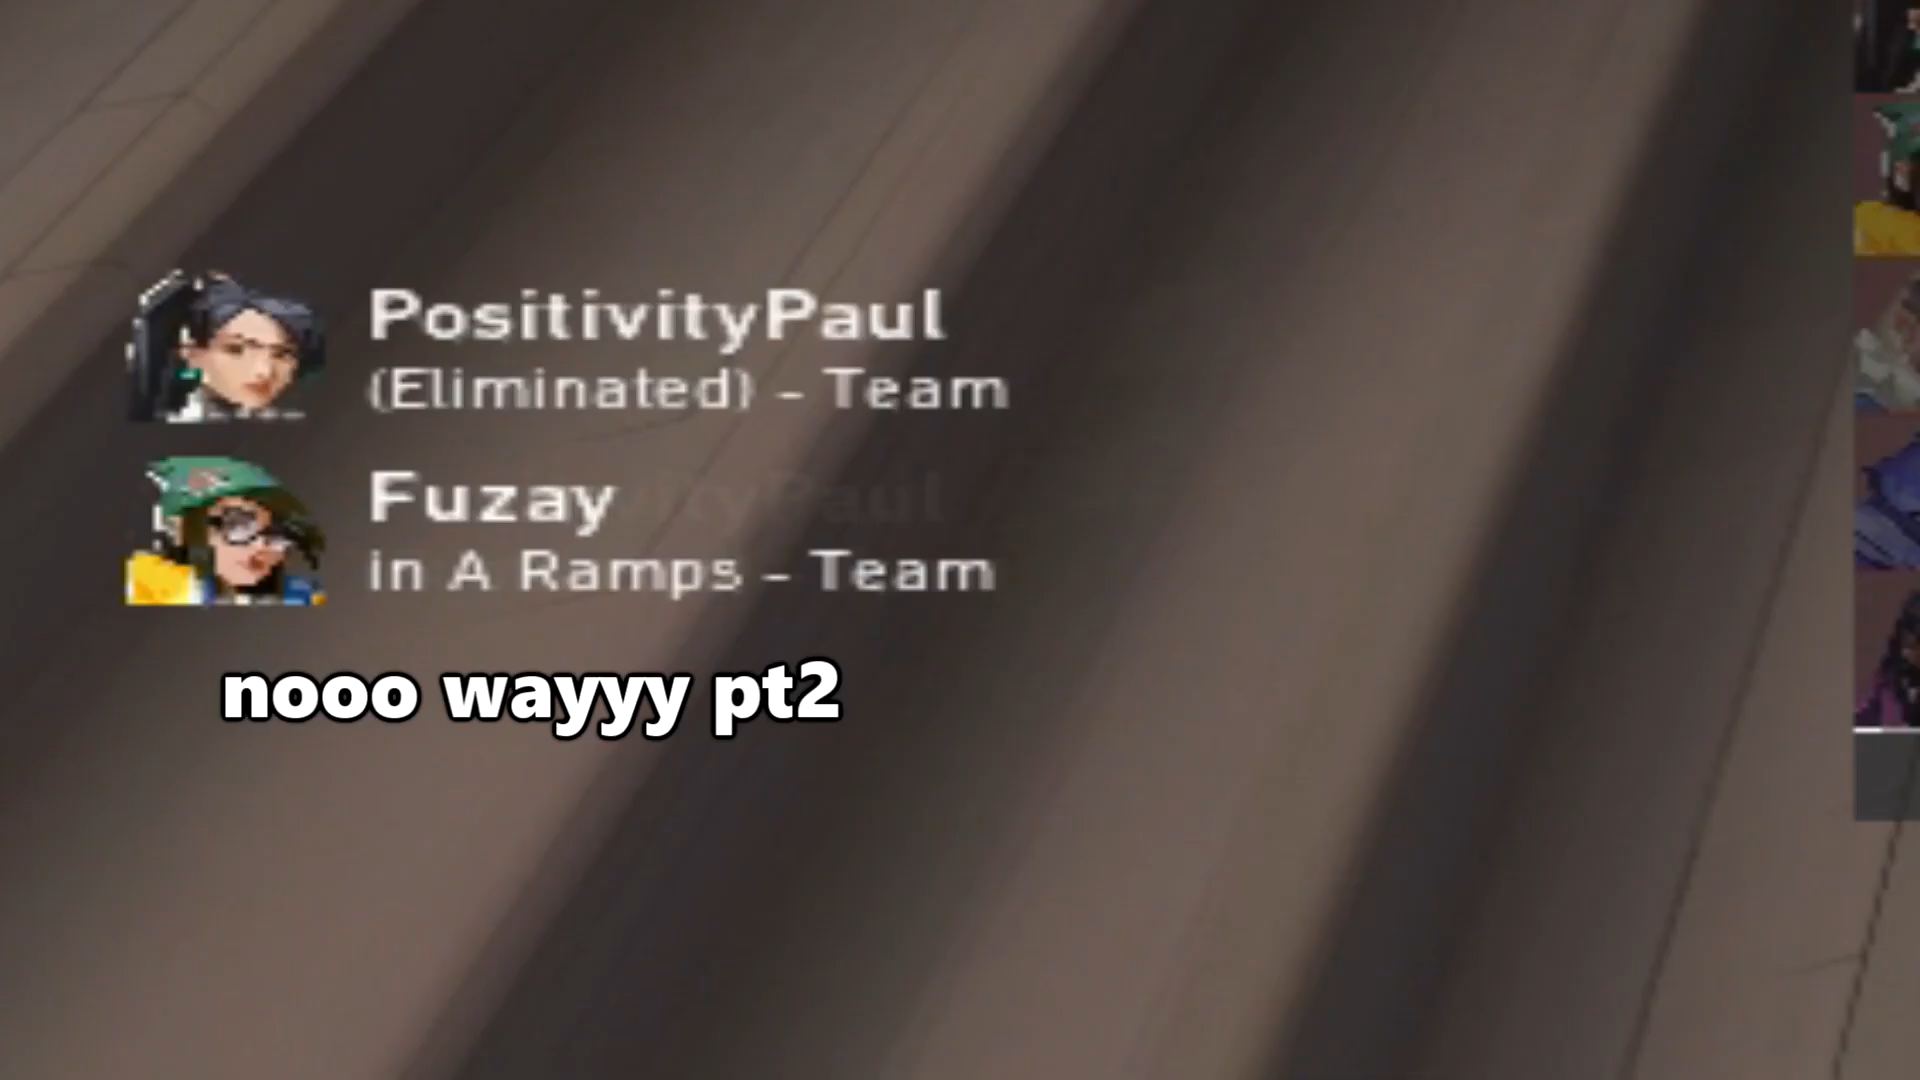 PositivityPaul
(Eliminated) - Team
Fuzay
in A Ramps - Team
nooo wayyy pt2